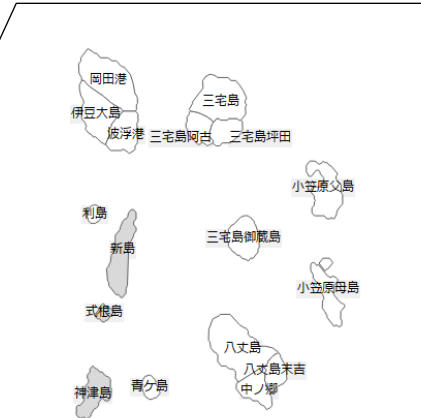 岡田港
伊豆大島
波浮港
三宅島
三宅島阿古
三宅島坪田
小笠原父島
利島
新島
三宅島御蔵島
小笠原母島
式根島
八丈島
八丈島末吉
中ノ郷
神津島
青ケ島